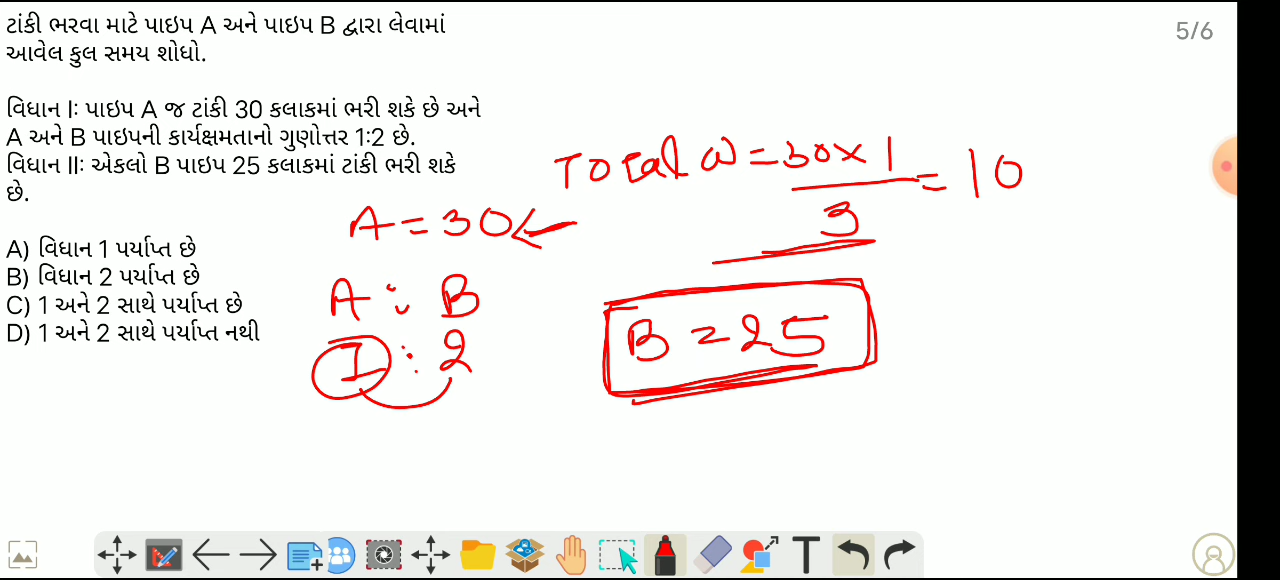 ટાંકી ભરવા માટે પાઇપ A અને પાઇપ B દ્વારા લેવામાં
આવેલ કુલ સમય શોધો.
5/6
વિધાન I: પાઇપ A જ ટાંકી 30 કલાકમાં ભરી શકે છે અને
A અને B પાઇપની કાર્યક્ષમતાનો ગુણોત્તર 1:2 છે.
વિધાન II: એકલો B પાઇપ 25 કલાકમાં ટાંકી ભરી શકે
છે.
A) વિધાન 1 પર્યાપ્ત છે
B) વિધાન 2 પર્યાપ્ત છે
C) 1 અને 2 સાથે પર્યાપ્ત છે
D) 1 અને 2 સાથે પર્યાપ્ત નથી
Total W = 30 × 1 = 10
3
A = 30 ←
A : B
1 : 2
B = 25
T